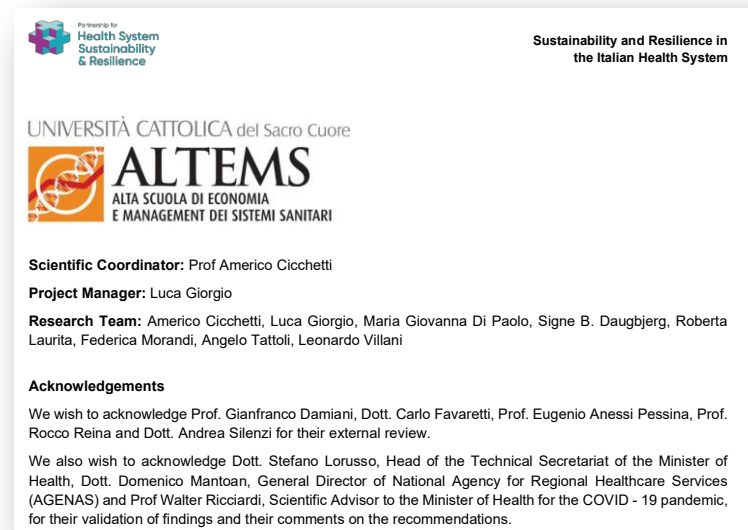 Partnership for
Health System
Sustainability
& Resilience
Sustainability and Resilience in
the Italian Health System
UNIVERSITÀ CATTOLICA del Sacro Cuore
ALTEMS
ALTA SCUOLA DI ECONOMIA
E MANAGEMENT DEI SISTEMI SANITARI
Scientific Coordinator: Prof Americo Cicchetti
Project Manager: Luca Giorgio
Research Team: Americo Cicchetti, Luca Giorgio, Maria Giovanna Di Paolo, Signe B. Daugbjerg, Roberta
Laurita, Federica Morandi, Angelo Tattoli, Leonardo Villani
Acknowledgements
We wish to acknowledge Prof. Gianfranco Damiani, Dott. Carlo Favaretti, Prof. Eugenio Anessi Pessina, Prof.
Rocco Reina and Dott. Andrea Silenzi for their external review.
We also wish to acknowledge Dott. Stefano Lorusso, Head of the Technical Secretariat of the Minister of
Health, Dott. Domenico Mantoan, General Director of National Agency for Regional Healthcare Services
(AGENAS) and Prof Walter Ricciardi, Scientific Advisor to the Minister of Health for the COVID - 19 pandemic,
for their validation of findings and their comments on the recommendations.